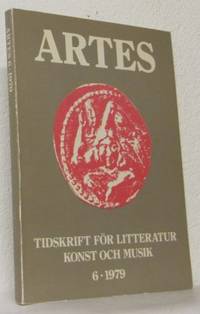 ARTES
TIDSKRIFT FÖR LITTERATUR
KONST OCH MUSIK
6 · 1979